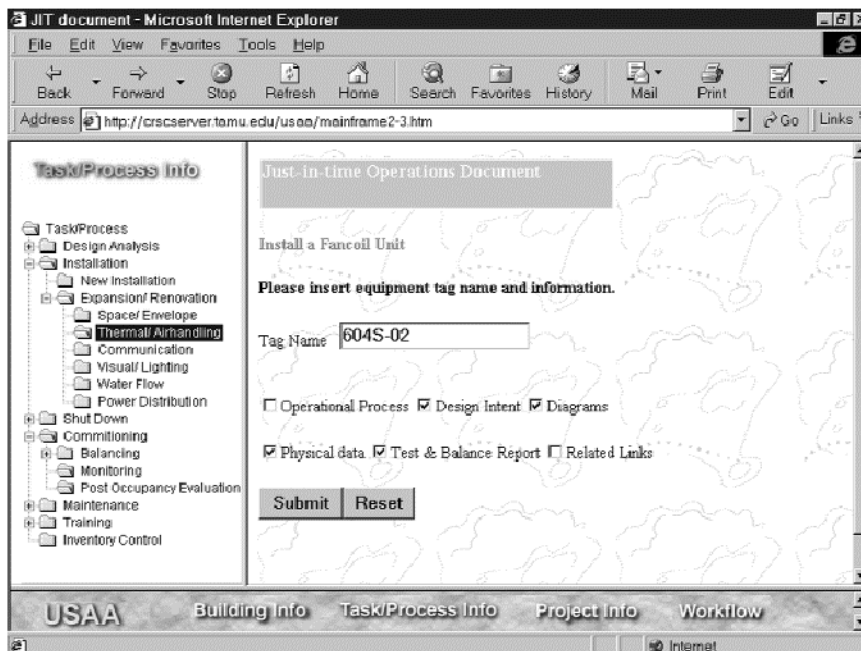 JIT document - Microsoft Internet Explorer
File Edit View Favorites Tools Help
Back Forward Stop Refresh Home Search Favorites History Mail Print Edit
Address http://crscserver.tamu.edu/usaa/mainframe2-3.htm Go Links
Task/Process Info
Task/Process
Design Analysis
Installation
New Installation
Expansion/ Renovation
Space/ Envelope
Thermal/ Airhandling
Communication
Visual/ Lighting
Water Flow
Power Distribution
Shut Down
Commitioning
Balancing
Monitoring
Post Occupancy Evaluation
Maintenance
Training
Inventory Control
Just-in-time Operations Document
Install a Fancoil Unit
Please insert equipment tag name and information.
Tag Name 604S-02
Operational Process Design Intent Diagrams
Physical data Test & Balance Report Related Links
Submit Reset
USAA Building Info Task/Process Info Project Info Workflow
Internet